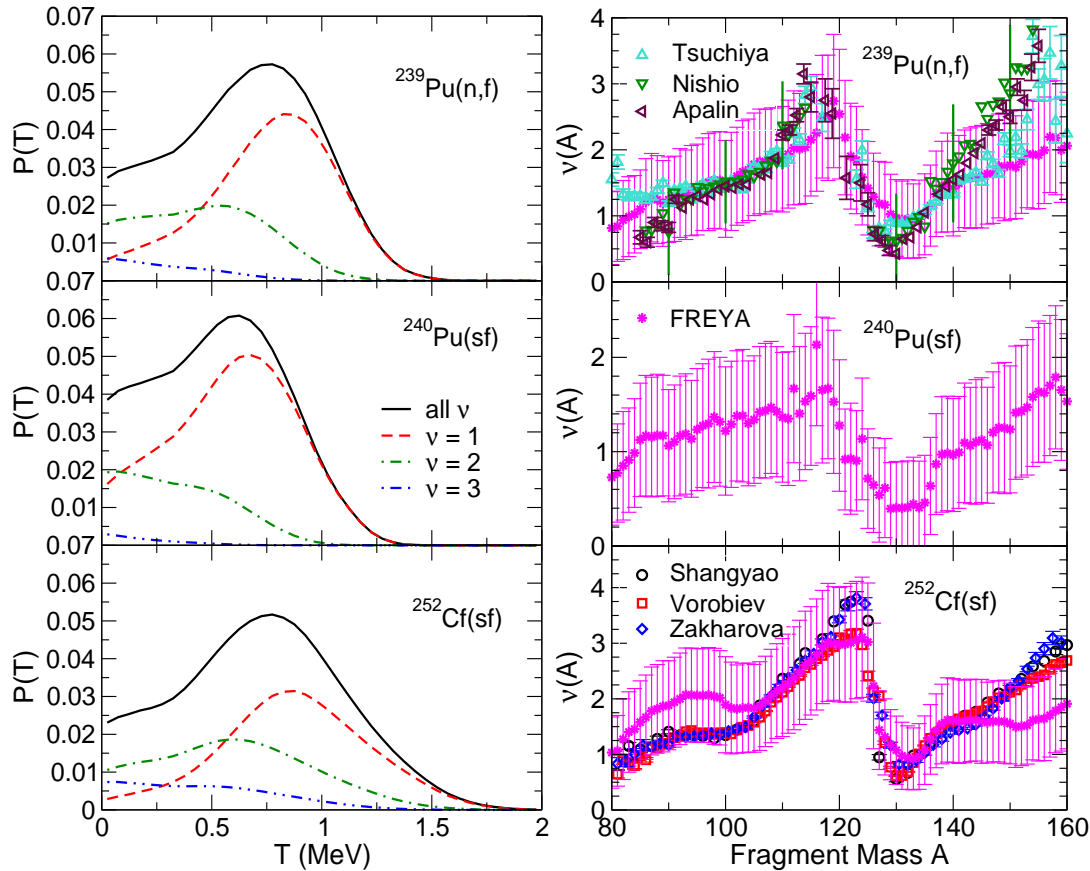 0.07
0.06
0.05
0.04
0.03
0.02
0.01
P(T)
²³⁹Pu(n,f)
0.07
0.06
0.05
0.04
0.03
0.02
0.01
P(T)
²⁴⁰Pu(sf)
all ν
ν = 1
ν = 2
ν = 3
0.07
0.06
0.05
0.04
0.03
0.02
0.01
0
P(T)
²⁵²Cf(sf)
0 0.5 1 1.5 2
T (MeV)
4
3
2
1
0
ν(A)
Tsuchiya
Nishio
Apalin
²³⁹Pu(n,f)
2
1
0
ν(A)
FREYA
²⁴⁰Pu(sf)
4
3
2
1
0
ν(A)
Shangyao
Vorobiev
Zakharova
²⁵²Cf(sf)
80 100 120 140 160
Fragment Mass A